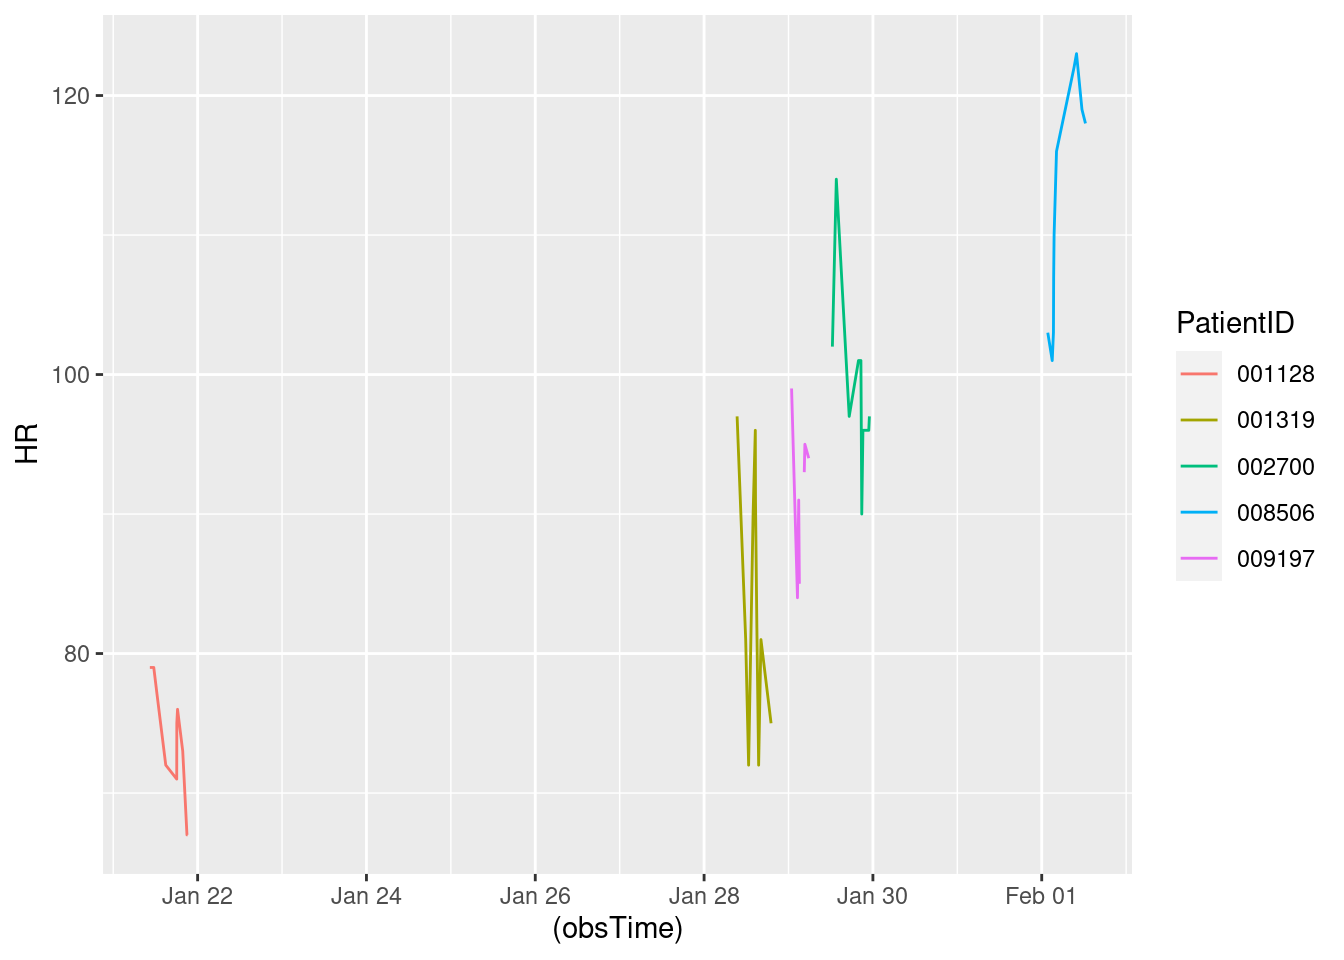 120
100
80
HR
Jan 22
Jan 24
Jan 26
Jan 28
Jan 30
Feb 01
(obsTime)
PatientID
001128
001319
002700
008506
009197